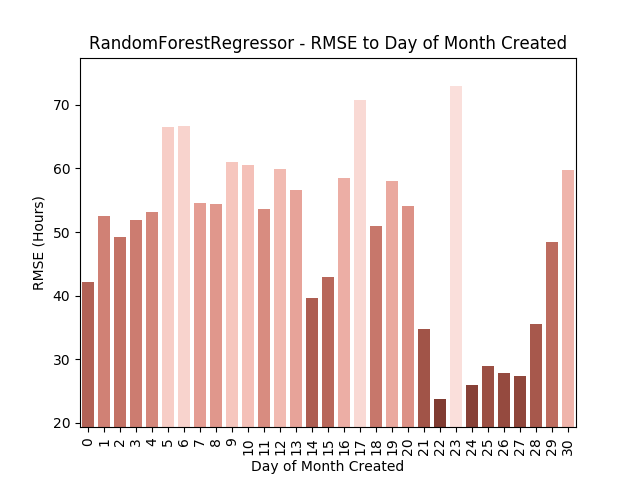 RandomForestRegressor - RMSE to Day of Month Created
70
60
50
40
30
20
RMSE (Hours)
0 1 2 3 4 5 6 7 8 9 10 11 12 13 14 15 16 17 18 19 20 21 22 23 24 25 26 27 28 29 30
Day of Month Created